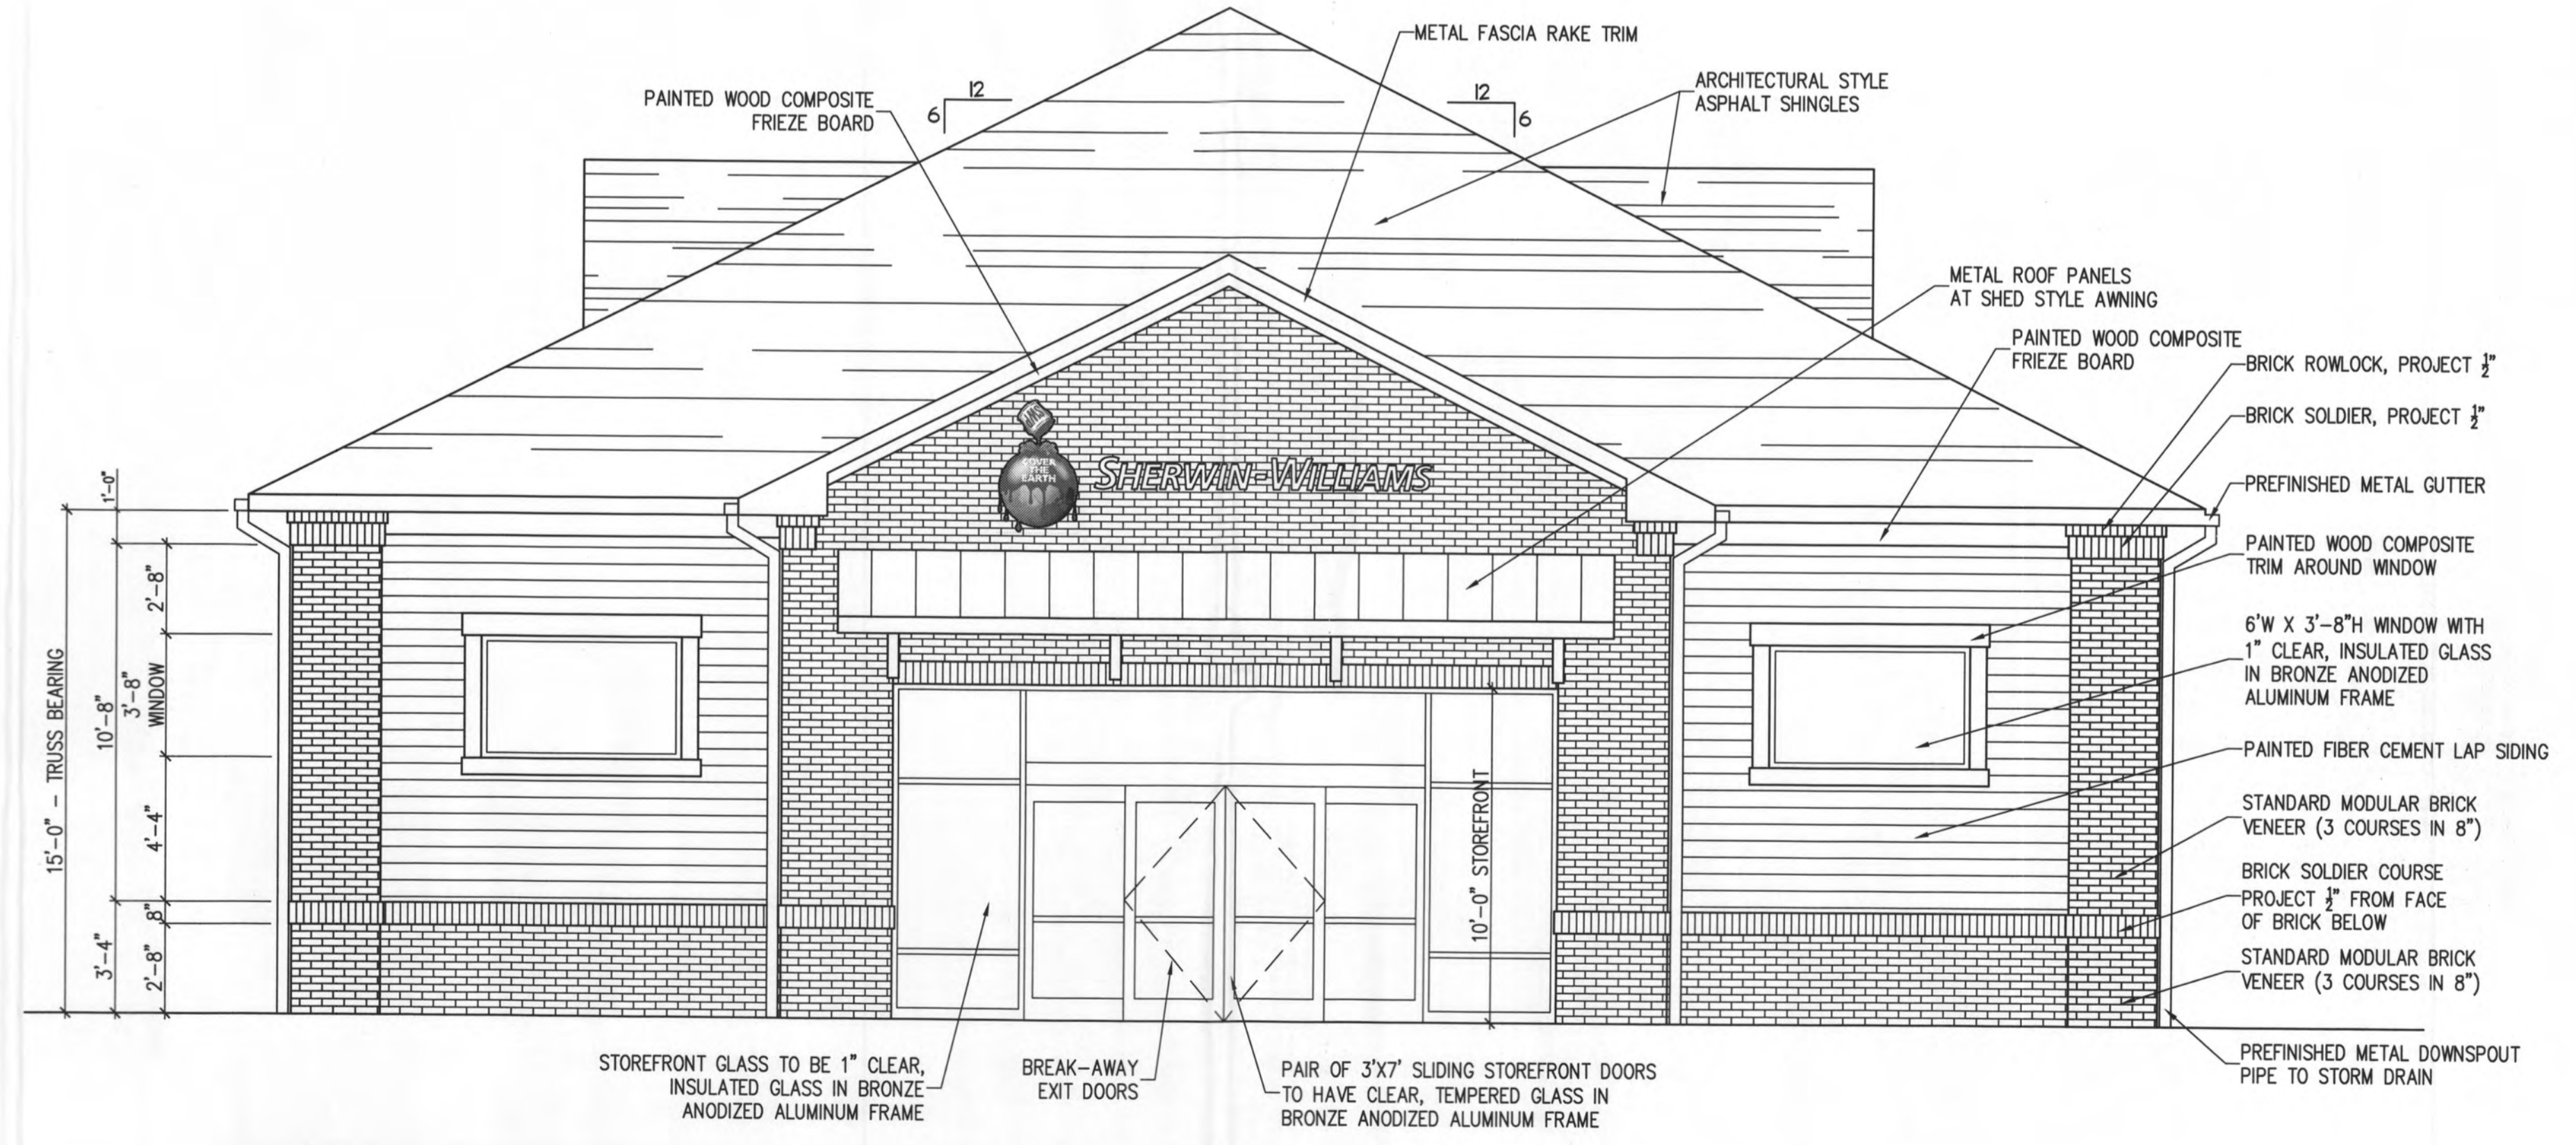 METAL FASCIA RAKE TRIM
ARCHITECTURAL STYLE
ASPHALT SHINGLES
PAINTED WOOD COMPOSITE
FRIEZE BOARD
12
6
12
6
METAL ROOF PANELS
AT SHED STYLE AWNING
PAINTED WOOD COMPOSITE
FRIEZE BOARD
BRICK ROWLOCK, PROJECT ½"
BRICK SOLDIER, PROJECT ½"
PREFINISHED METAL GUTTER
PAINTED WOOD COMPOSITE
TRIM AROUND WINDOW
6'W X 3'-8"H WINDOW WITH
1" CLEAR, INSULATED GLASS
IN BRONZE ANODIZED
ALUMINUM FRAME
PAINTED FIBER CEMENT LAP SIDING
STANDARD MODULAR BRICK
VENEER (3 COURSES IN 8")
BRICK SOLDIER COURSE
PROJECT ½" FROM FACE
OF BRICK BELOW
STANDARD MODULAR BRICK
VENEER (3 COURSES IN 8")
PREFINISHED METAL DOWNSPOUT
PIPE TO STORM DRAIN
SWP
COVER
THE
EARTH
SHERWIN-WILLIAMS
15'-0" - TRUSS BEARING
1'-0"
10'-8"
3'-4"
2'-8"
3'-8"
WINDOW
4'-4"
8"
2'-8"
10'-0" STOREFRONT
STOREFRONT GLASS TO BE 1" CLEAR,
INSULATED GLASS IN BRONZE
ANODIZED ALUMINUM FRAME
BREAK-AWAY
EXIT DOORS
PAIR OF 3'X7' SLIDING STOREFRONT DOORS
TO HAVE CLEAR, TEMPERED GLASS IN
BRONZE ANODIZED ALUMINUM FRAME